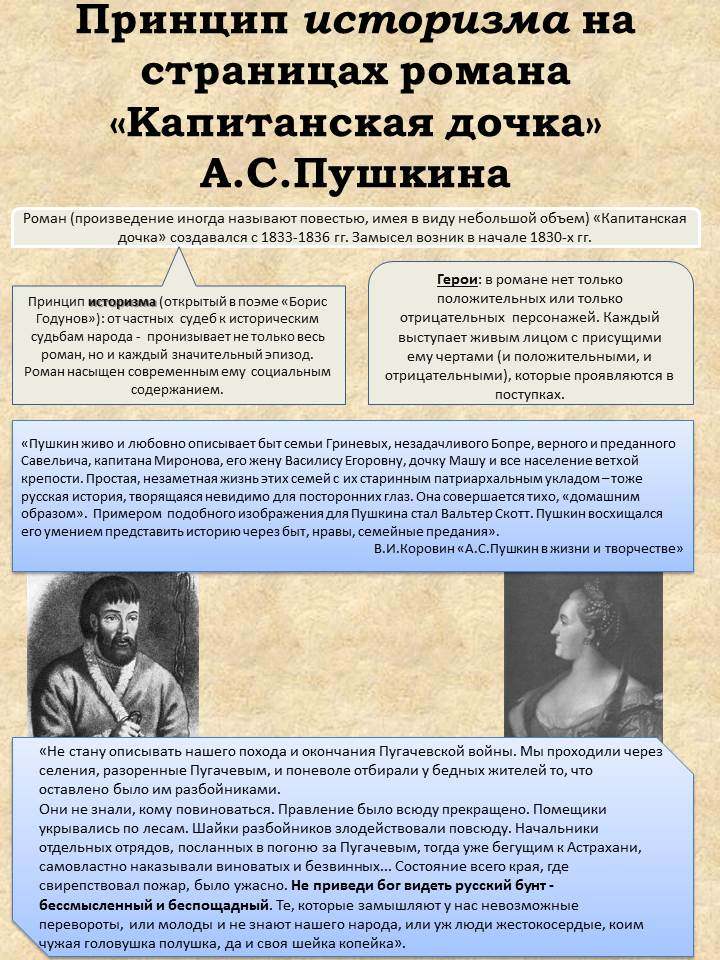 Принцип историзма на
страницах романа
«Капитанская дочка»
А.С.Пушкина
Роман (произведение иногда называют повестью, имея в виду небольшой объем) «Капитанская
дочка» создавался с 1833-1836 гг. Замысел возник в начале 1830-х гг.
Принцип историзма (открытый в поэме «Борис
Годунов»): от частных судеб к историческим
судьбам народа - пронизывает не только весь
роман, но и каждый значительный эпизод.
Роман насыщен современным ему социальным
содержанием.
Герои: в романе нет только
положительных или только
отрицательных персонажей. Каждый
выступает живым лицом с присущими
ему чертами (и положительными, и
отрицательными), которые проявляются в
поступках.
«Пушкин живо и любовно описывает быт семьи Гриневых, незадачливого Бопре, верного и преданного
Савельича, капитана Миронова, его жену Василису Егоровну, дочку Машу и все население ветхой
крепости. Простая, незаметная жизнь этих семей с их старинным патриархальным укладом – тоже
русская история, творящаяся невидимо для посторонних глаз. Она совершается тихо, «домашним
образом». Примером подобного изображения для Пушкина стал Вальтер Скотт. Пушкин восхищался
его умением представить историю через быт, нравы, семейные предания».
В.И.Коровин «А.С.Пушкин в жизни и творчестве»
«Не стану описывать нашего похода и окончания Пугачевской войны. Мы проходили через
селения, разоренные Пугачевым, и поневоле отбирали у бедных жителей то, что
оставлено было им разбойниками.
Они не знали, кому повиноваться. Правление было всюду прекращено. Помещики
укрывались по лесам. Шайки разбойников злодействовали повсюду. Начальники
отдельных отрядов, посланных в погоню за Пугачевым, тогда уже бегущим к Астрахани,
самовластно наказывали виноватых и безвинных... Состояние всего края, где
свирепствовал пожар, было ужасно. Не приведи бог видеть русский бунт -
бессмысленный и беспощадный. Те, которые замышляют у нас невозможные
перевороты, или молоды и не знают нашего народа, или уж люди жестокосердые, коим
чужая головушка полушка, да и своя шейка копейка».